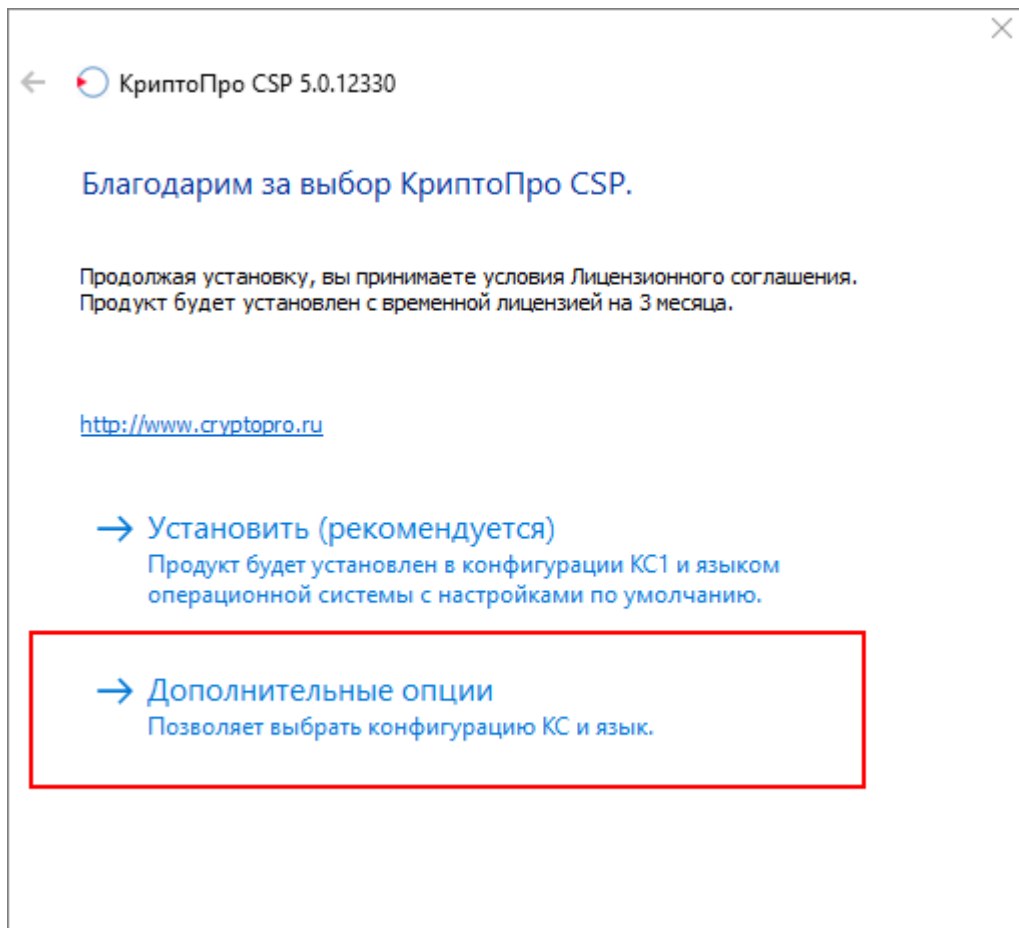 КриптоПро CSP 5.0.12330
Благодарим за выбор КриптоПро CSP.
Продолжая установку, вы принимаете условия Лицензионного соглашения.
Продукт будет установлен с временной лицензией на 3 месяца.
http://www.cryptopro.ru
Установить (рекомендуется)
Продукт будет установлен в конфигурации КС1 и языком
операционной системы с настройками по умолчанию.
Дополнительные опции
Позволяет выбрать конфигурацию КС и язык.